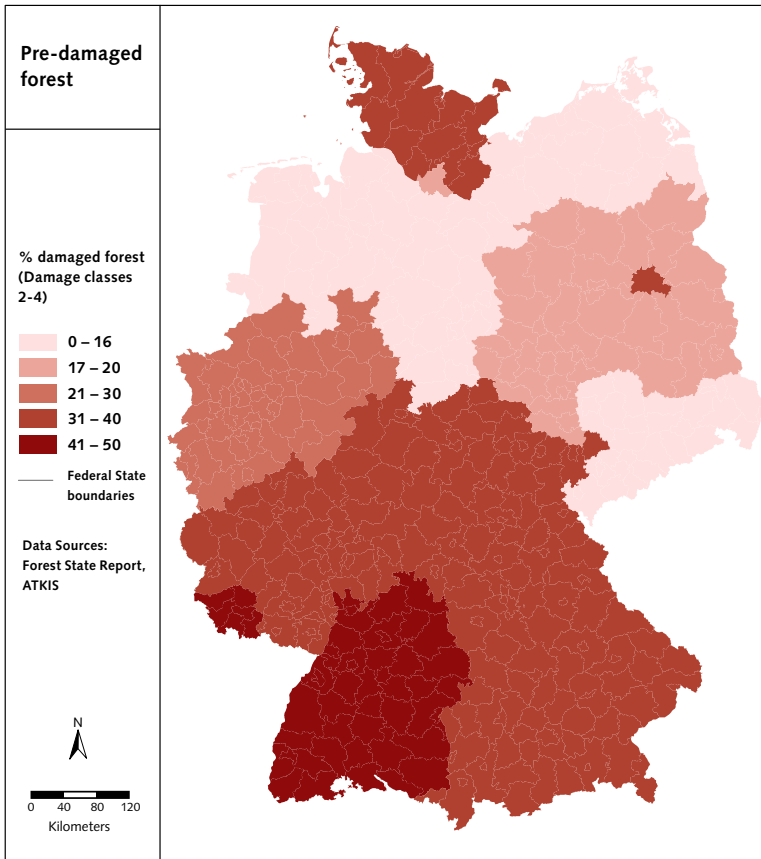 Pre-damaged
forest
% damaged forest
(Damage classes
2-4)
0 – 16
17 – 20
21 – 30
31 – 40
41 – 50
Federal State
boundaries
Data Sources:
Forest State Report,
ATKIS
N
0 40 80 120
Kilometers